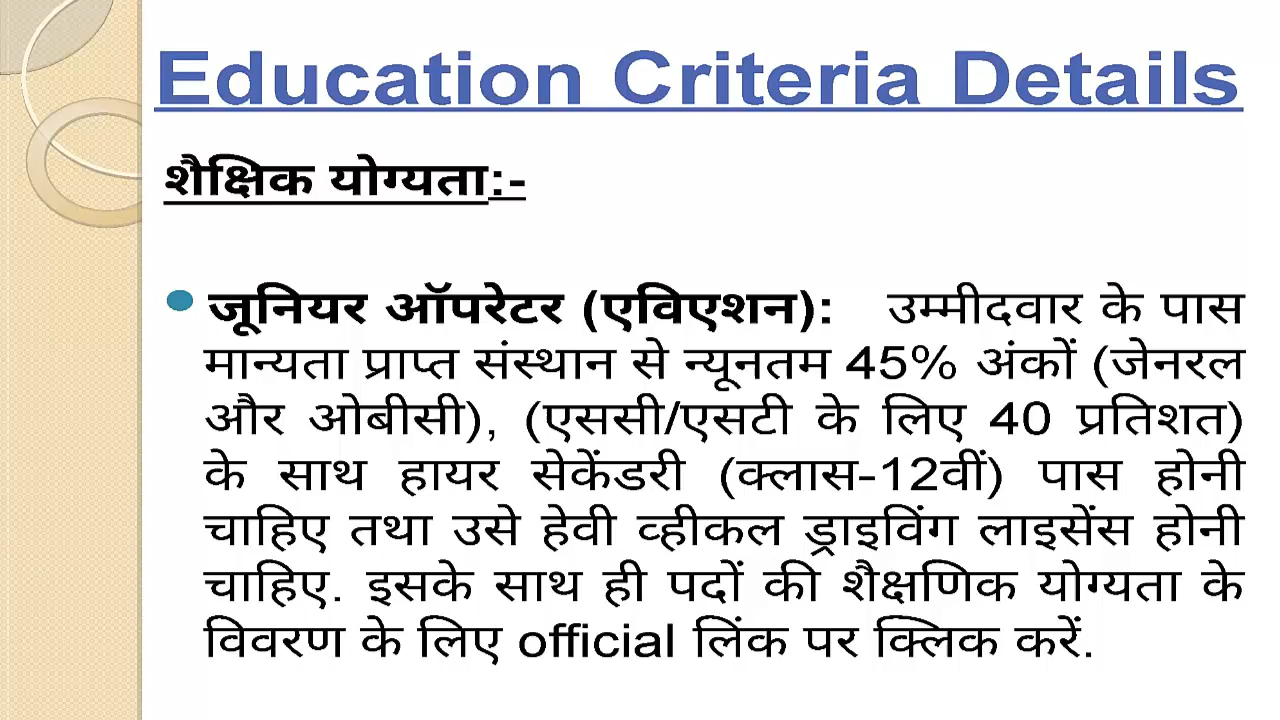 Education Criteria Details
शैक्षिक योग्यता:-
जूनियर ऑपरेटर (एविएशन): उम्मीदवार के पास
मान्यता प्राप्त संस्थान से न्यूनतम 45% अंकों (जेनरल
और ओबीसी), (एससी/एसटी के लिए 40 प्रतिशत)
के साथ हायर सेकेंडरी (क्लास-12वीं) पास होनी
चाहिए तथा उसे हेवी व्हीकल ड्राइविंग लाइसेंस होनी
चाहिए. इसके साथ ही पदों की शैक्षणिक योग्यता के
विवरण के लिए official लिंक पर क्लिक करें.